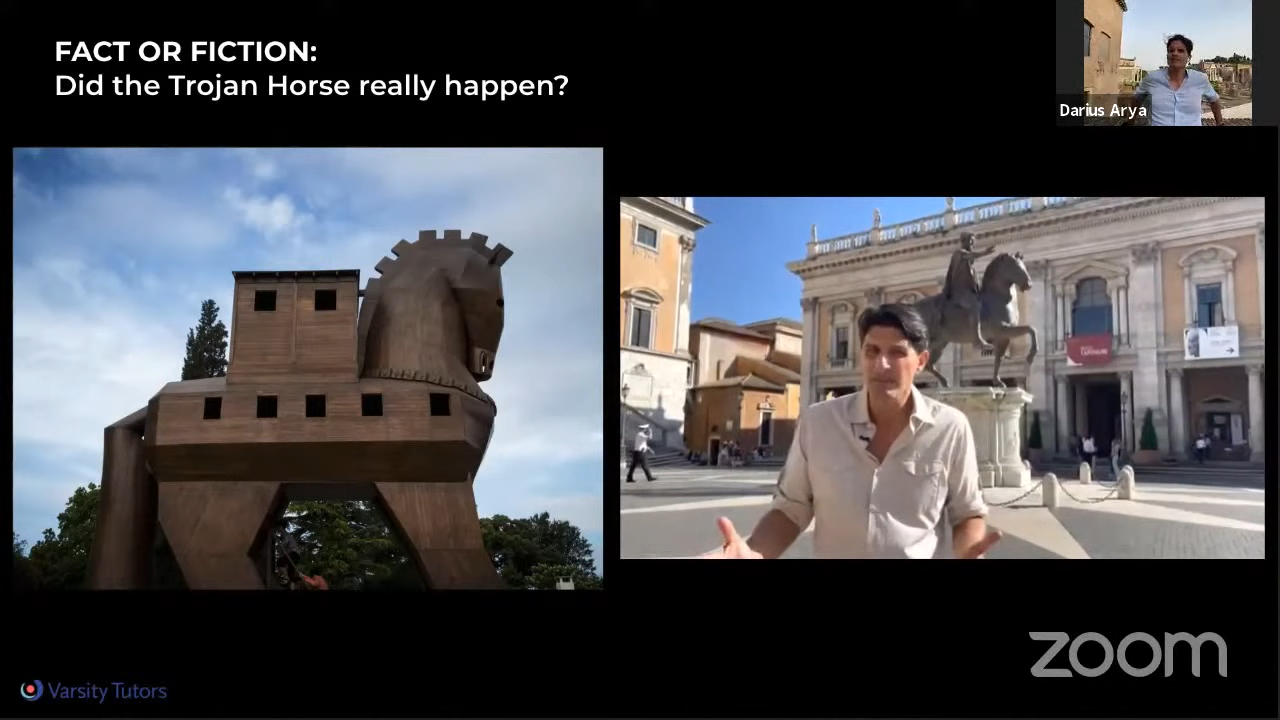 FACT OR FICTION:
Did the Trojan Horse really happen?
Darius Arya
zoom
Varsity Tutors